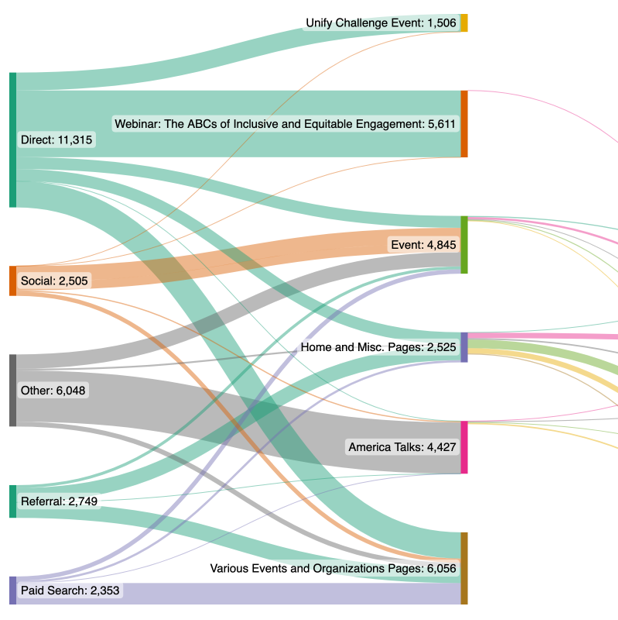 Unify Challenge Event: 1,506
Webinar: The ABCs of Inclusive and Equitable Engagement: 5,611
Direct: 11,315
Event: 4,845
Social: 2,505
Home and Misc. Pages: 2,525
Other: 6,048
America Talks: 4,427
Referral: 2,749
Various Events and Organizations Pages: 6,056
Paid Search: 2,353